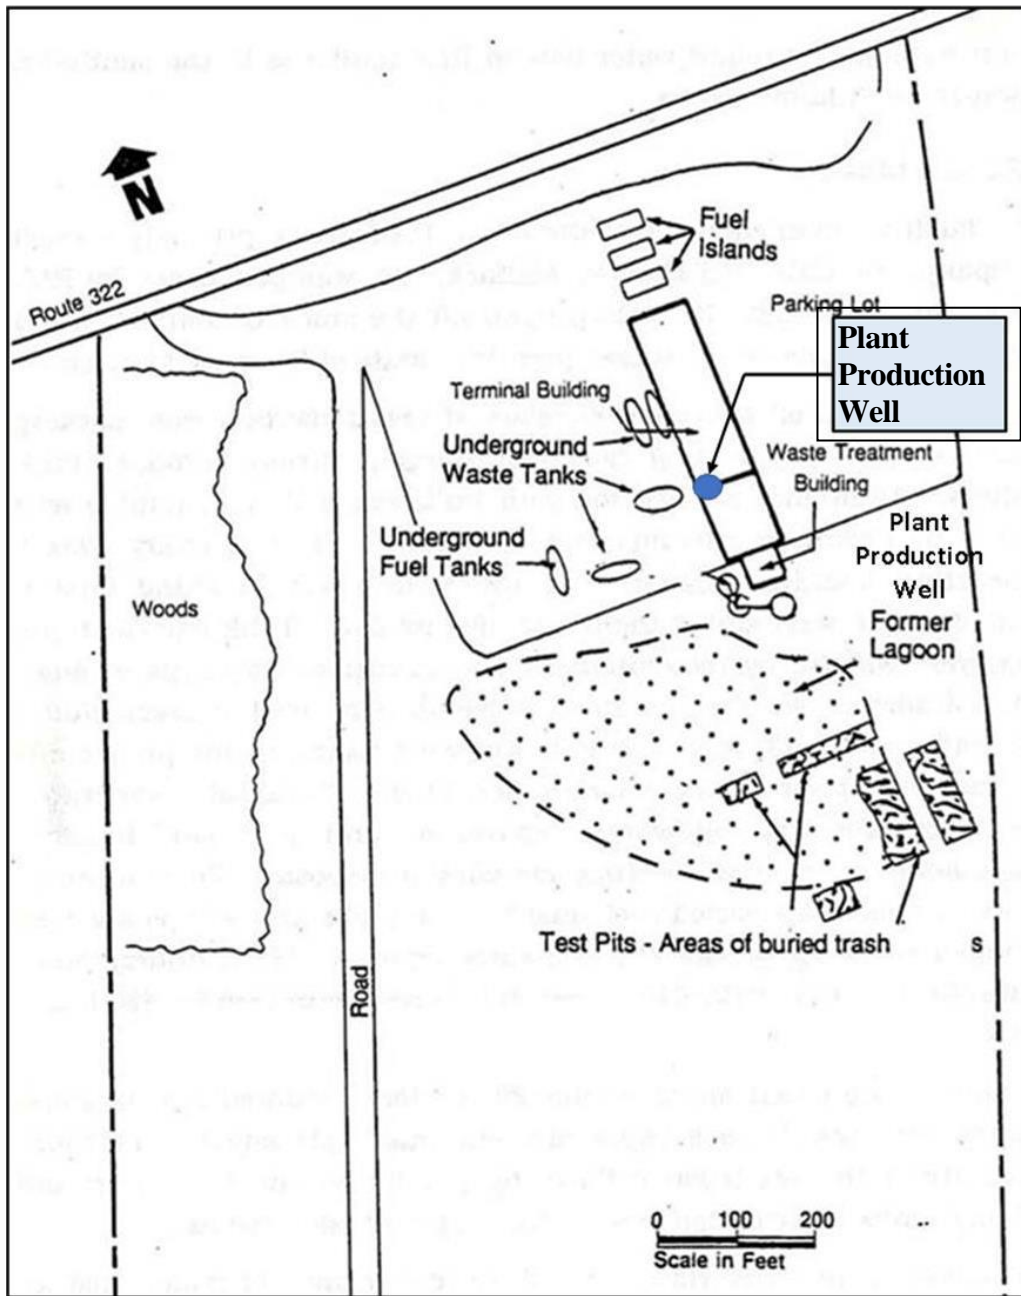 N
Route 322
Fuel
Islands
Parking Lot
Plant
Production
Well
Terminal Building
Underground
Waste Tanks
Waste Treatment
Building
Underground
Fuel Tanks
Plant
Production
Well
Woods
Former
Lagoon
Test Pits - Areas of buried trash
s
Road
0 100 200
Scale in Feet